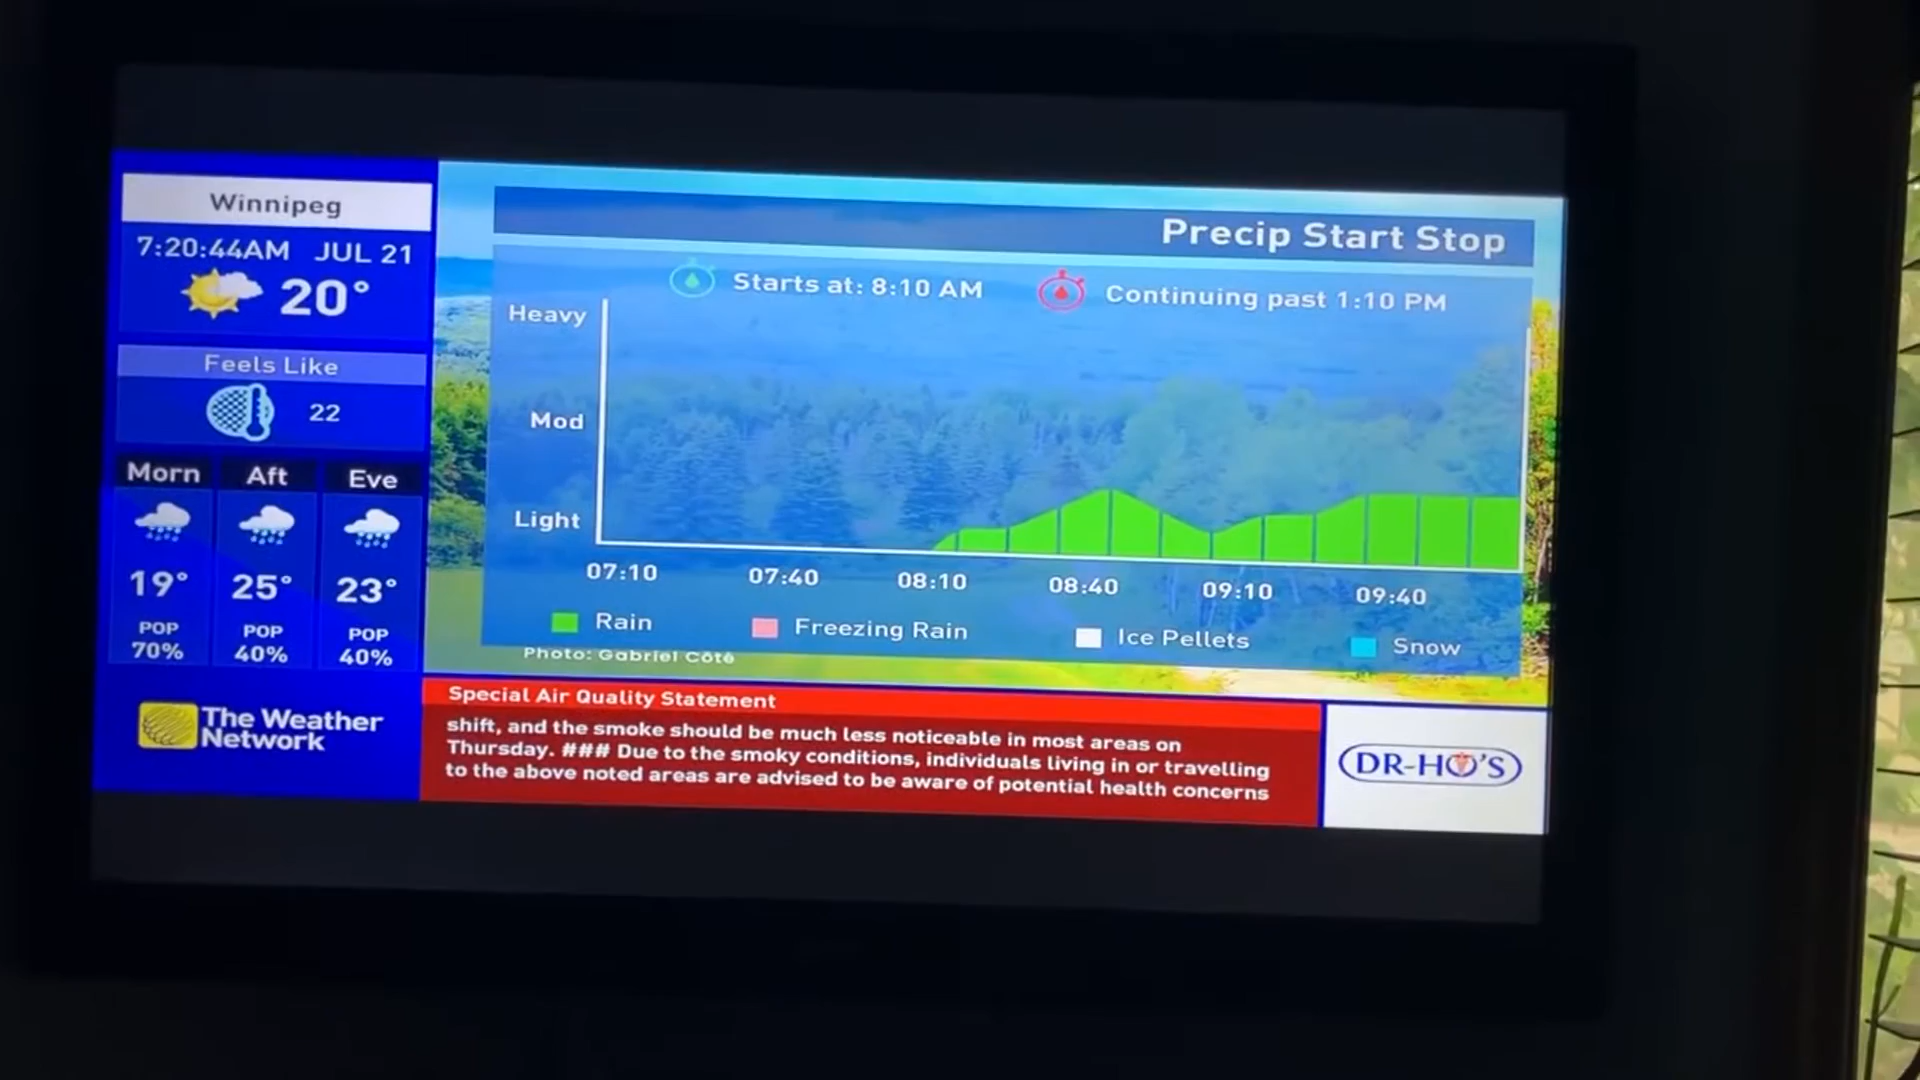 Winnipeg
7:20:44AM JUL 21
20°
Feels Like
22
Morn Aft Eve
19° 25° 23°
POP POP POP
70% 40% 40%
The Weather
Network
Precip Start Stop
Starts at: 8:10 AM Continuing past 1:10 PM
Heavy
Mod
Light
07:10 07:40 08:10 08:40 09:10 09:40
Rain Freezing Rain Ice Pellets Snow
Photo: Gabriel Côté
Special Air Quality Statement
shift, and the smoke should be much less noticeable in most areas on
Thursday. ### Due to the smoky conditions, individuals living in or travelling
to the above noted areas are advised to be aware of potential health concerns
DR-HO'S